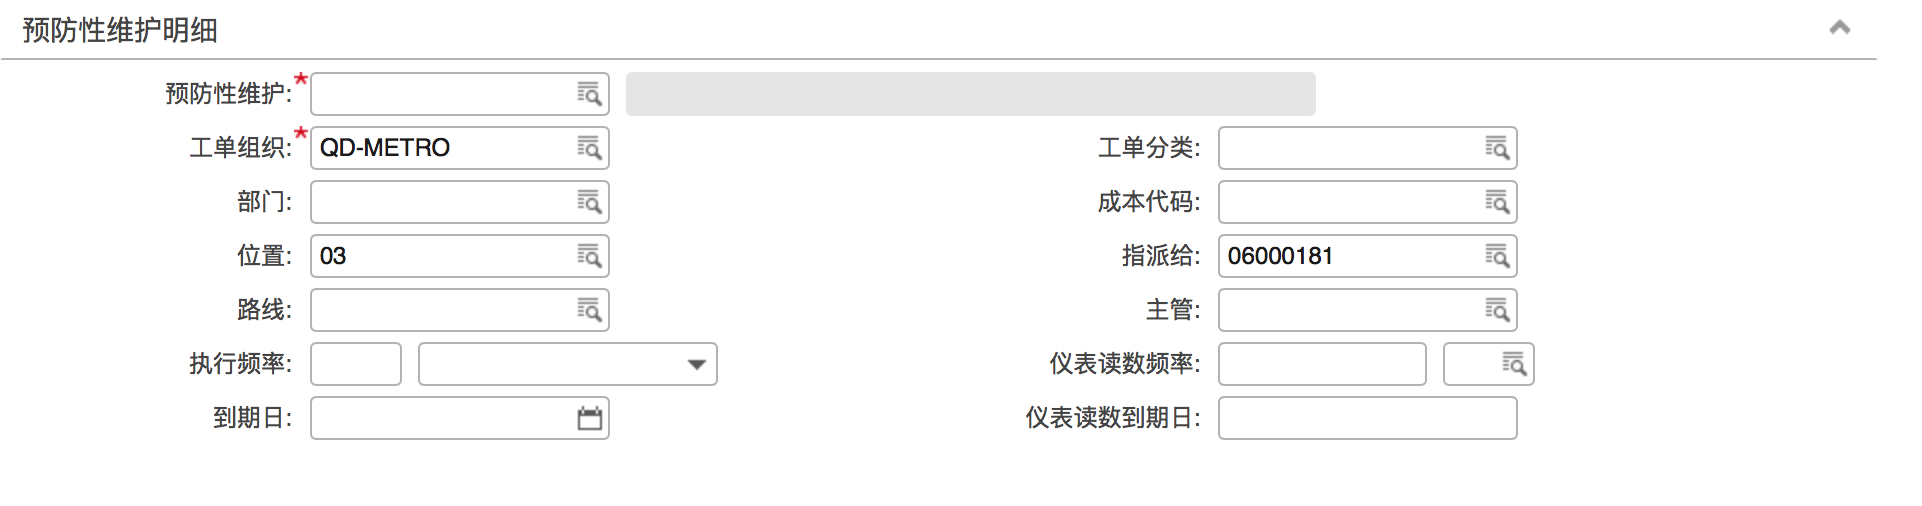 预防性维护明细
预防性维护:*
工单组织:* QD-METRO 工单分类:
部门: 成本代码:
位置: 03 指派给: 06000181
路线: 主管:
执行频率: 仪表读数频率:
到期日: 仪表读数到期日: